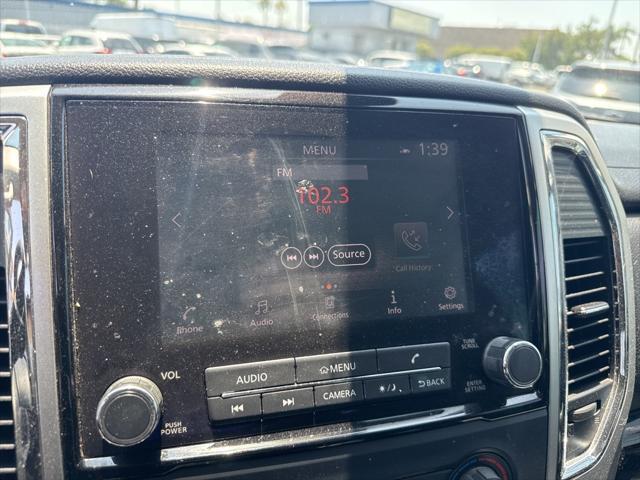 MENU 1:39
FM
102.3
FM
Source
Call History
Phone Audio Connections Info Settings
VOL
PUSH
POWER
AUDIO
MENU
CAMERA
BACK
TUNE
SCROLL
ENTER
SETTING